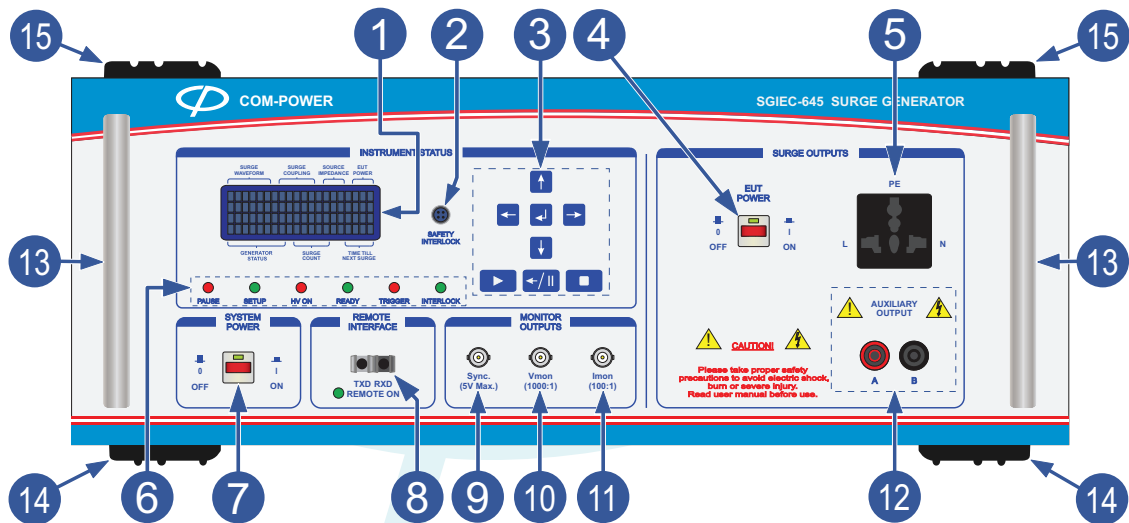 15
1
2
3
4
5
15
COM-POWER
SGIEC-645 SURGE GENERATOR
INSTRUMENT STATUS
SURGE WAVEFORM
SURGE COUPLING
SOURCE IMPEDANCE
EUT POWER
GENERATOR STATUS
SURGE COUNT
TIME TILL NEXT SURGE
SAFETY INTERLOCK
PAUSE
SETUP
HV ON
READY
TRIGGER
INTERLOCK
SURGE OUTPUTS
EUT POWER
0
OFF
I
ON
PE
L
N
AUXILIARY OUTPUT
A
B
CAUTION!
Please take proper safety
precautions to avoid electric shock,
burn or severe injury.
Read user manual before use.
13
13
SYSTEM POWER
0
OFF
I
ON
REMOTE INTERFACE
TXD RXD
REMOTE ON
MONITOR OUTPUTS
Sync.
(5V Max.)
Vmon
(1000:1)
Imon
(100:1)
14
6
7
8
9
10
11
12
14